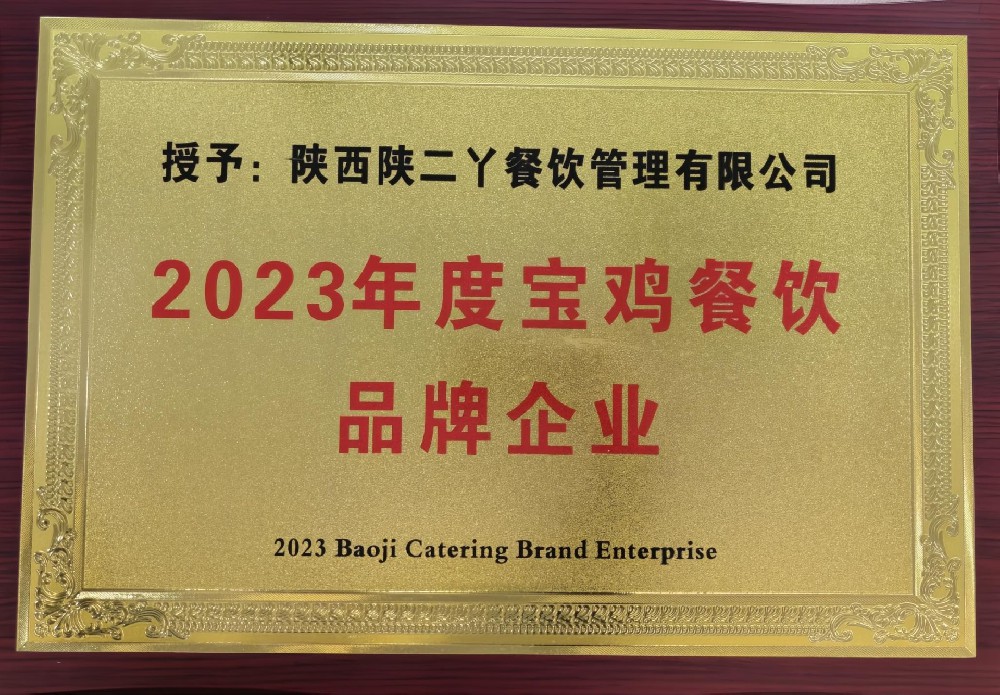 授予：陕西陕二丫餐饮管理有限公司
2023年度宝鸡餐饮
品牌企业
2023 Baoji Catering Brand Enterprise